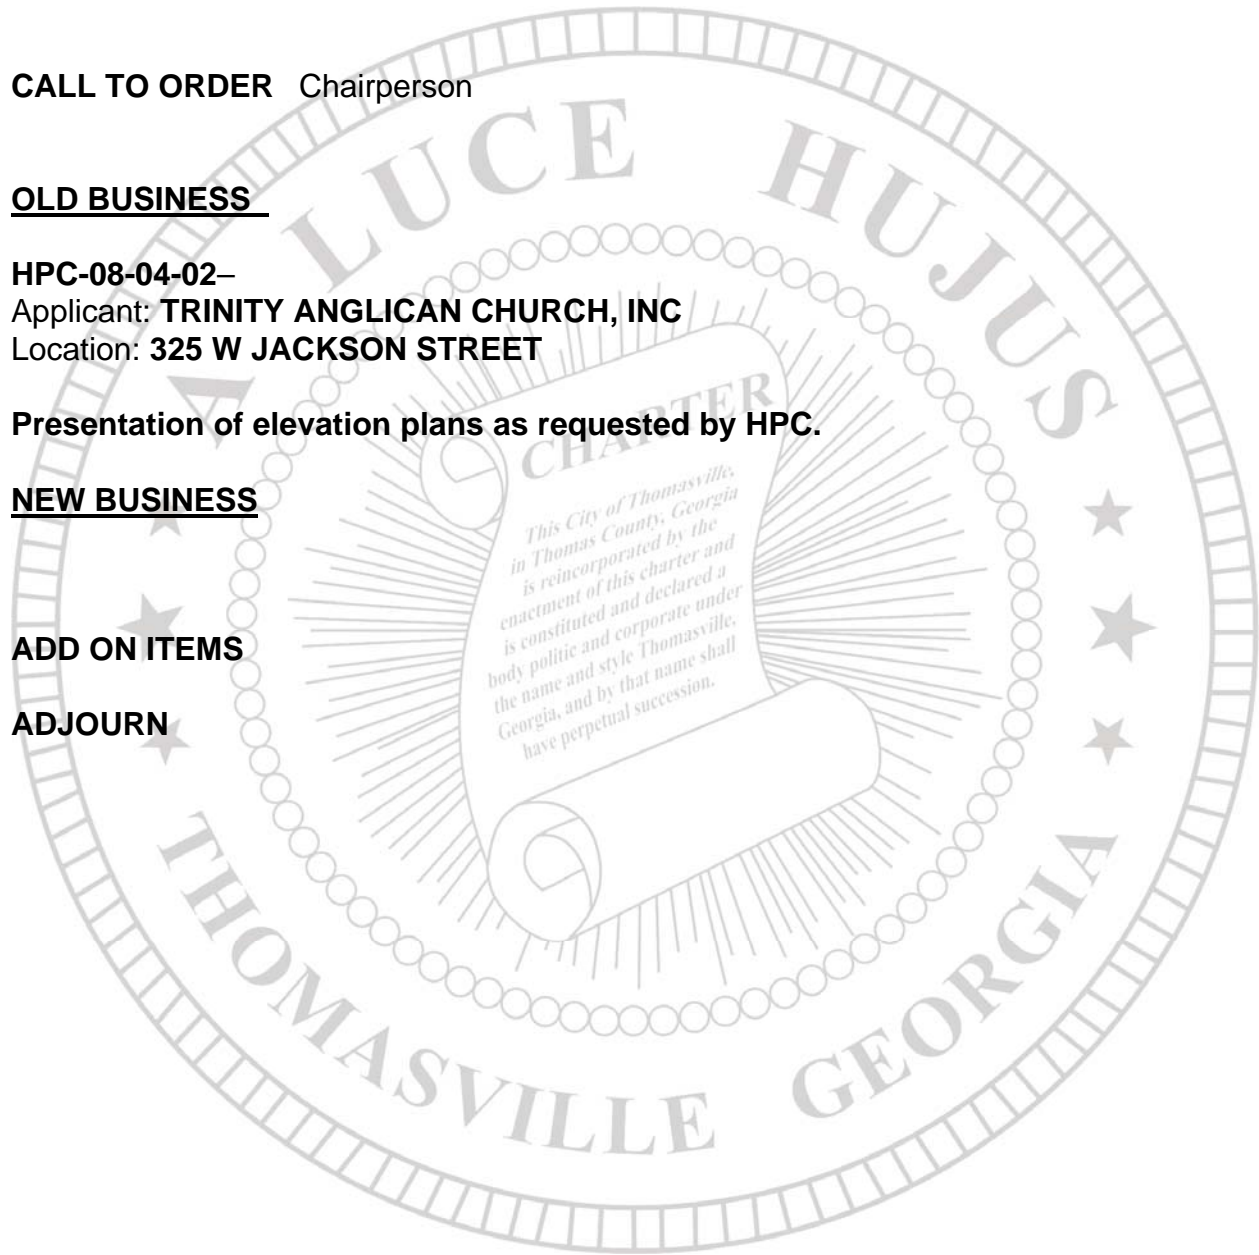 CALL TO ORDER Chairperson
OLD BUSINESS
HPC-08-04-02–
Applicant: TRINITY ANGLICAN CHURCH, INC
Location: 325 W JACKSON STREET
Presentation of elevation plans as requested by HPC.
NEW BUSINESS
ADD ON ITEMS
ADJOURN
A LUCE HUJUS
CHARTER
This City of Thomasville,
in Thomas County, Georgia
is reincorporated by the
enactment of this charter and
is constituted and declared a
body politic and corporate under
the name and style Thomasville,
Georgia, and by that name shall
have perpetual succession.
THOMASVILLE GEORGIA